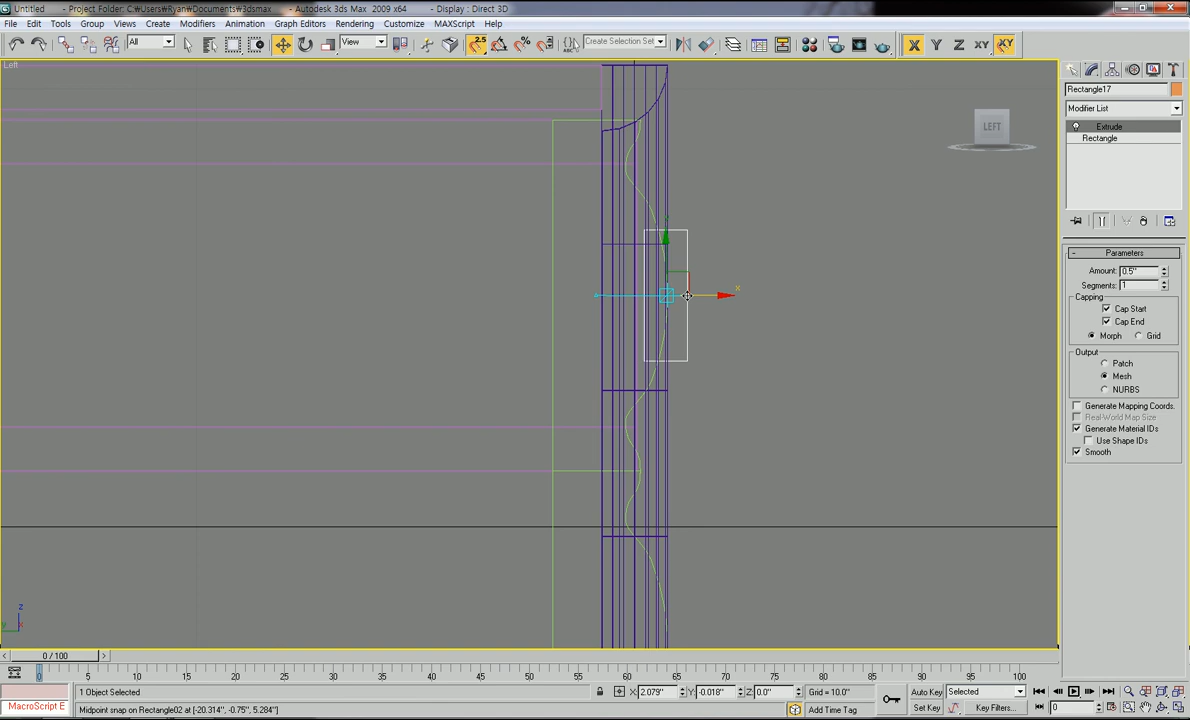 Untitled - Project Folder: C:₩Users₩Ryan₩Documents₩3dsmax - Autodesk 3ds Max 2009 x64 - Display : Direct 3D
File Edit Tools Group Views Create Modifiers Animation Graph Editors Rendering Customize MAXScript Help
All View 2.5 Create Selection Set X Y Z XY XY
Left
LEFT
x
z
y
x
Rectangle17
Modifier List
Extrude
Rectangle
- Parameters
Amount: 0.5"
Segments: 1
Capping
Cap Start
Cap End
Morph Grid
Output
Patch
Mesh
NURBS
Generate Mapping Coords.
Real-World Map Size
Generate Material IDs
Use Shape IDs
Smooth
0 / 100
0 5 10 15 20 25 30 35 40 45 50 55 60 65 70 75 80 85 90 95 100
1 Object Selected X: 2.079" Y: -0.018" Z: 0.0" Grid = 10.0" Auto Key Selected
MacroScript E Midpoint snap on Rectangle02 at [-20.314", -0.75", 5.284"] Add Time Tag Set Key Key Filters... 0